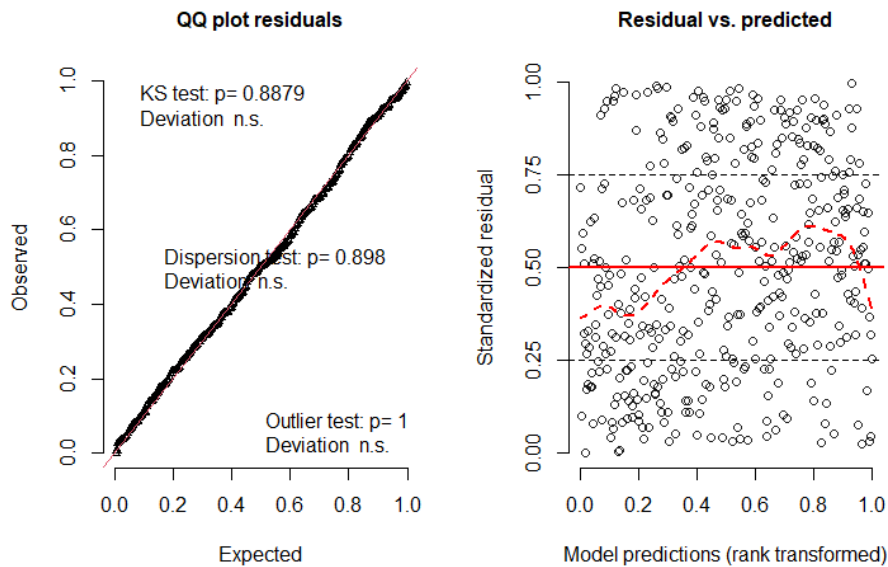 QQ plot residuals
KS test: p= 0.8879
Deviation n.s.
Dispersion test: p= 0.898
Deviation n.s.
Outlier test: p= 1
Deviation n.s.
Observed
1.0
0.8
0.6
0.4
0.2
0.0
0.0 0.2 0.4 0.6 0.8 1.0
Expected
Residual vs. predicted
Standardized residual
1.00
0.75
0.50
0.25
0.00
0.0 0.2 0.4 0.6 0.8 1.0
Model predictions (rank transformed)